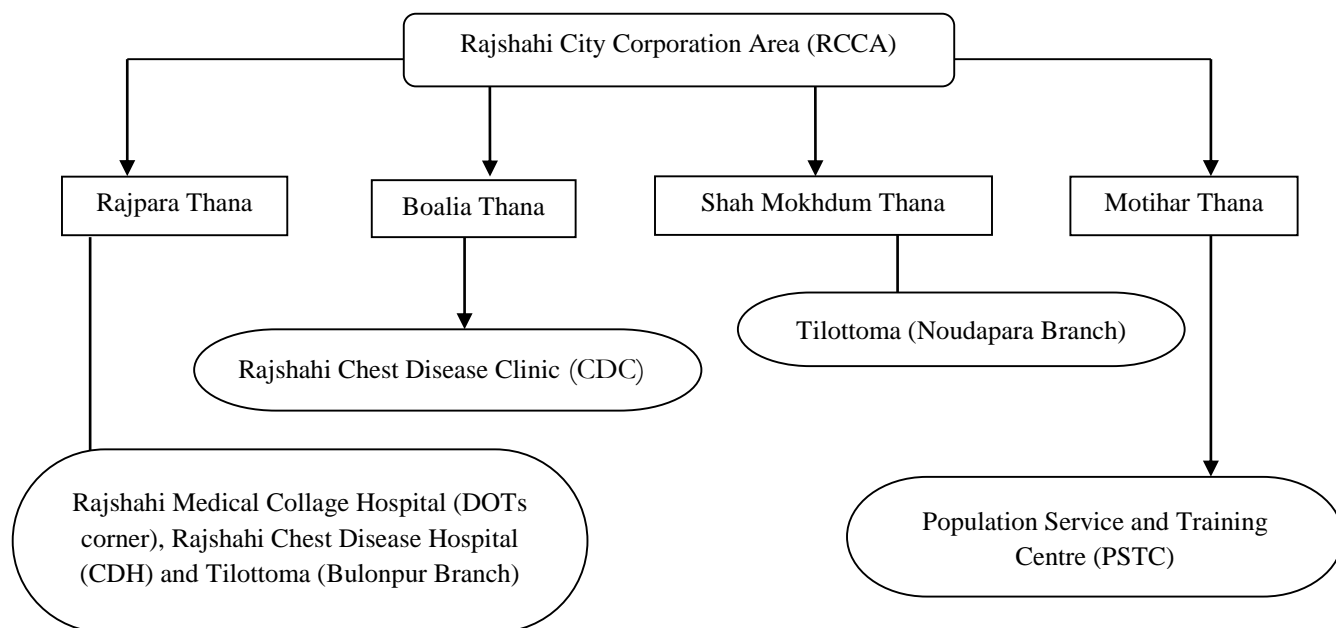 Rajshahi City Corporation Area (RCCA)
Rajpara Thana
Boalia Thana
Shah Mokhdum Thana
Motihar Thana
Tilottoma (Noudapara Branch)
Rajshahi Chest Disease Clinic (CDC)
Rajshahi Medical Collage Hospital (DOTs
corner), Rajshahi Chest Disease Hospital
(CDH) and Tilottoma (Bulonpur Branch)
Population Service and Training
Centre (PSTC)